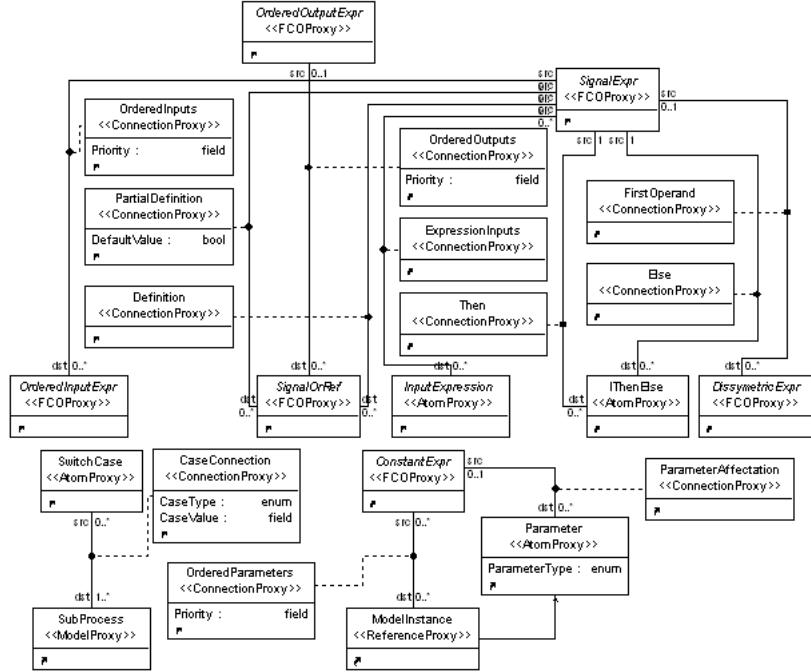 OrderedOutputExpr
<<FCOProxy>>
src 0..1
src
src
src
src
0..*
SignalExpr
<<FCOProxy>>
src
0..1
src 1
src 1
OrderedInputs
<<ConnectionProxy>>
Priority : field
OrderedOutputs
<<ConnectionProxy>>
Priority : field
PartialDefinition
<<ConnectionProxy>>
DefaultValue : bool
FirstOperand
<<ConnectionProxy>>
ExpressionInputs
<<ConnectionProxy>>
Else
<<ConnectionProxy>>
Definition
<<ConnectionProxy>>
Then
<<ConnectionProxy>>
dst 0..*
dst 0..*
dst 0..*
dst 0..*
dst 0..*
OrderedInputExpr
<<FCOProxy>>
dst
0..*
SignalOrRef
<<FCOProxy>>
dst
0..*
InputExpression
<<AtomProxy>>
dst
0..*
IThenElse
<<AtomProxy>>
DissymetricExpr
<<FCOProxy>>
SwitchCase
<<AtomProxy>>
src 0..*
CaseConnection
<<ConnectionProxy>>
CaseType : enum
CaseValue : field
ConstantExpr
<<FCOProxy>>
src
0..1
src 0..*
ParameterAffectation
<<ConnectionProxy>>
dst 0..*
Parameter
<<AtomProxy>>
ParameterType : enum
OrderedParameters
<<ConnectionProxy>>
Priority : field
dst 1..*
SubProcess
<<ModelProxy>>
dst 0..*
ModelInstance
<<ReferenceProxy>>